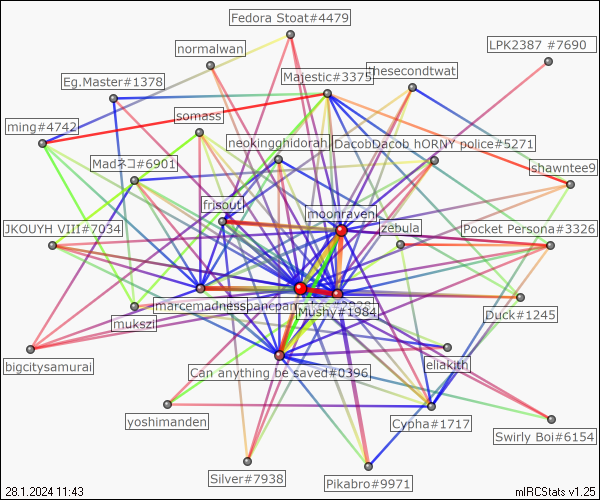 Fedora Stoat#4479
normalwan
LPK2387 #7690
Majestic#3375
thesecondtwat
Eg.Master#1378
somass
ming#4742
neokingghidorah
DacobDacob hORNY police#5271
Madネコ#6901
shawntee9
frisout
moonraven
zebula
JKOUYH VIII#7034
Pocket Persona#3326
marcemadness
pancpan
Mushy#1984
Duck#1245
mukszi
bigcitysamurai
eliakith
Can anything be saved#0396
yoshimanden
Cypha#1717
Swirly Boi#6154
Silver#7938
Pikabro#9971
28.1.2024 11:43
mIRCStats v1.25